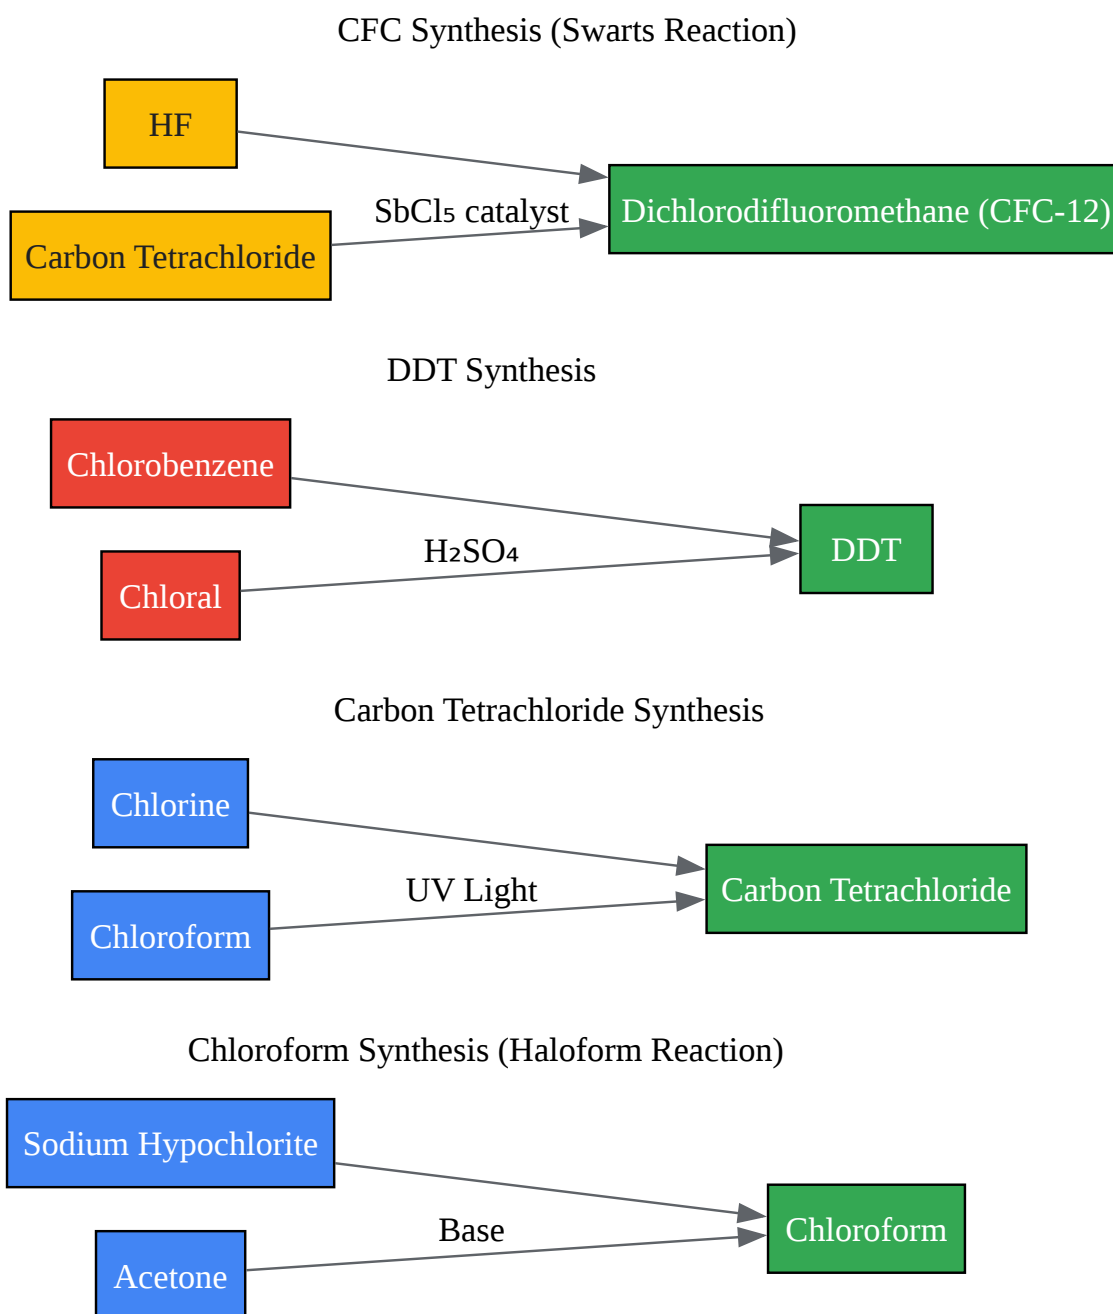 CFC Synthesis (Swarts Reaction)
HF
SbCl₅ catalyst
Dichlorodifluoromethane (CFC-12)
Carbon Tetrachloride
DDT Synthesis
Chlorobenzene
H₂SO₄
DDT
Chloral
Carbon Tetrachloride Synthesis
Chlorine
UV Light
Carbon Tetrachloride
Chloroform
Chloroform Synthesis (Haloform Reaction)
Sodium Hypochlorite
Base
Chloroform
Acetone